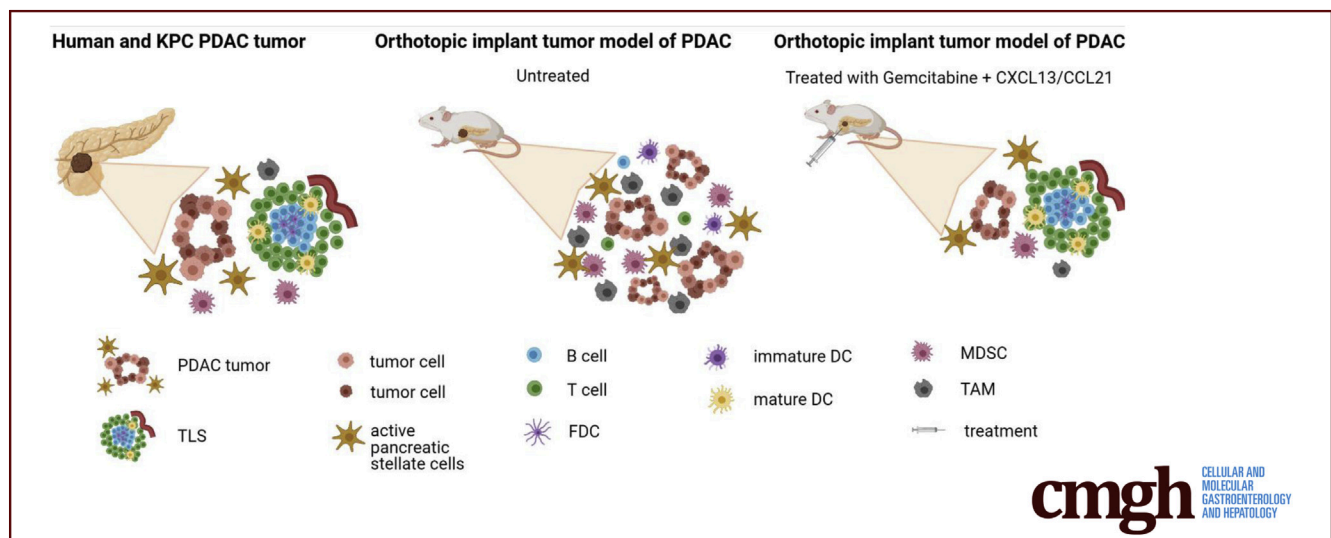 Human and KPC PDAC tumor
Orthotopic implant tumor model of PDAC
Untreated
Orthotopic implant tumor model of PDAC
Treated with Gemcitabine + CXCL13/CCL21
PDAC tumor
TLS
tumor cell
tumor cell
active
pancreatic
stellate cells
B cell
T cell
FDC
immature DC
mature DC
MDSC
TAM
treatment
cmgh
CELLULAR AND
MOLECULAR
GASTROENTEROLOGY
AND HEPATOLOGY